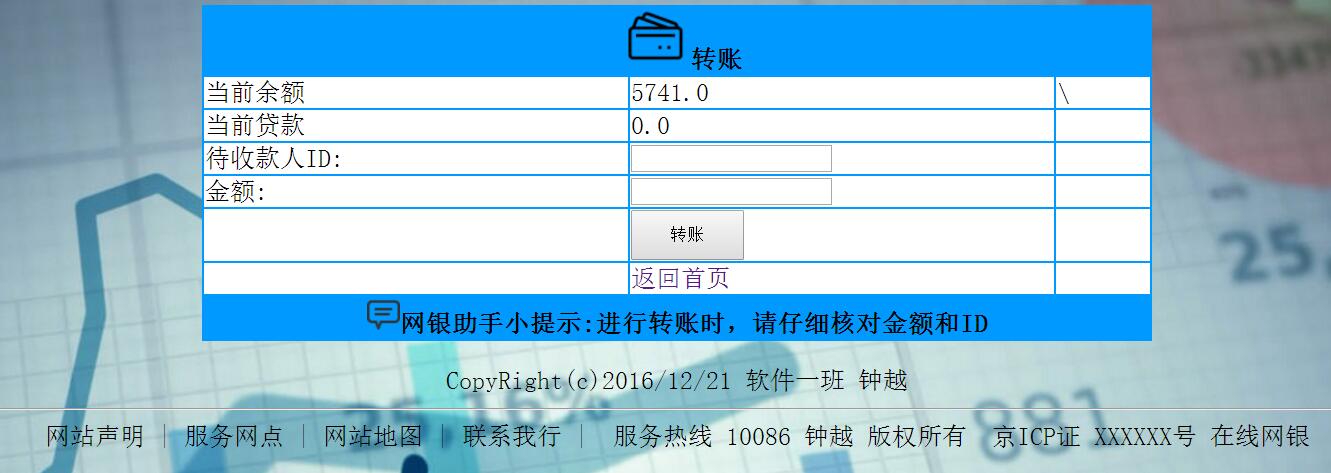 转账
当前余额 5741.0 \
当前贷款 0.0
待收款人ID:
金额:
转账
返回首页
网银助手小提示:进行转账时，请仔细核对金额和ID
CopyRight(c)2016/12/21 软件一班 钟越
网站声明 | 服务网点 | 网站地图 | 联系我行 | 服务热线 10086 钟越 版权所有 京ICP证 XXXXXX号 在线网银
3347
25,
25.16%
881